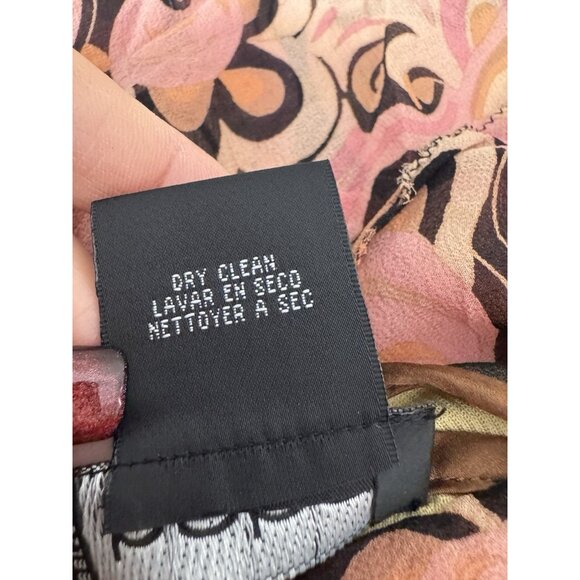 DRY CLEAN
LAVAR EN SECO
NETTOYER A SEC